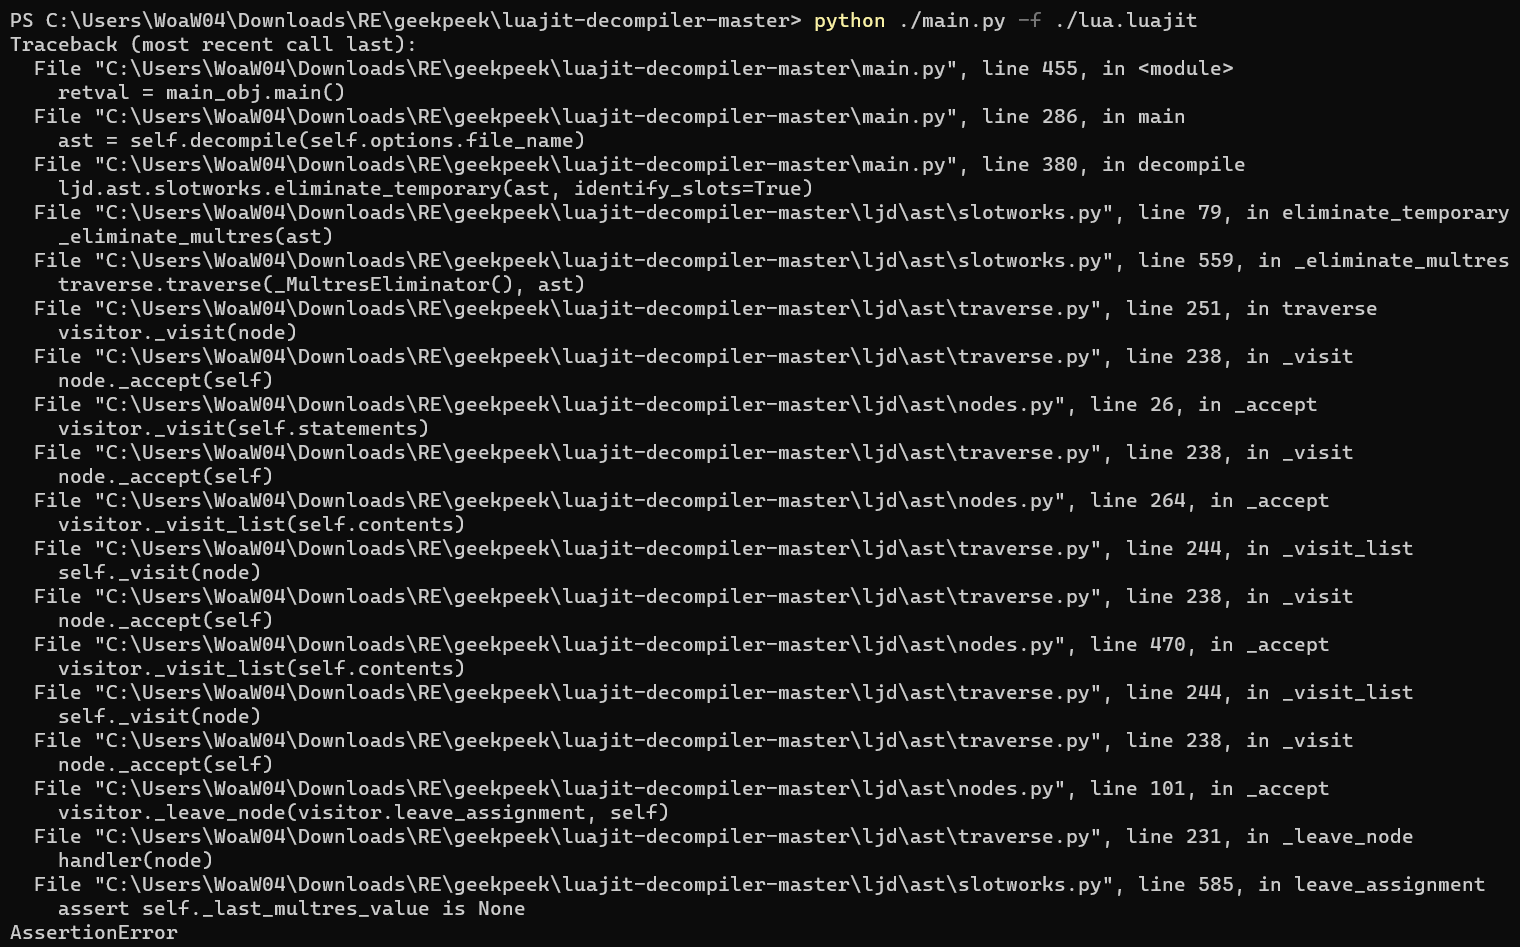 PS C:\Users\WoaW04\Downloads\RE\geekpeek\luajit-decompiler-master> python ./main.py -f ./lua.luajit
Traceback (most recent call last):
  File "C:\Users\WoaW04\Downloads\RE\geekpeek\luajit-decompiler-master\main.py", line 455, in <module>
    retval = main_obj.main()
  File "C:\Users\WoaW04\Downloads\RE\geekpeek\luajit-decompiler-master\main.py", line 286, in main
    ast = self.decompile(self.options.file_name)
  File "C:\Users\WoaW04\Downloads\RE\geekpeek\luajit-decompiler-master\main.py", line 380, in decompile
    ljd.ast.slotworks.eliminate_temporary(ast, identify_slots=True)
  File "C:\Users\WoaW04\Downloads\RE\geekpeek\luajit-decompiler-master\ljd\ast\slotworks.py", line 79, in eliminate_temporary
    _eliminate_multres(ast)
  File "C:\Users\WoaW04\Downloads\RE\geekpeek\luajit-decompiler-master\ljd\ast\slotworks.py", line 559, in _eliminate_multres
    traverse.traverse(_MultresEliminator(), ast)
  File "C:\Users\WoaW04\Downloads\RE\geekpeek\luajit-decompiler-master\ljd\ast\traverse.py", line 251, in traverse
    visitor._visit(node)
  File "C:\Users\WoaW04\Downloads\RE\geekpeek\luajit-decompiler-master\ljd\ast\traverse.py", line 238, in _visit
    node._accept(self)
  File "C:\Users\WoaW04\Downloads\RE\geekpeek\luajit-decompiler-master\ljd\ast\nodes.py", line 26, in _accept
    visitor._visit(self.statements)
  File "C:\Users\WoaW04\Downloads\RE\geekpeek\luajit-decompiler-master\ljd\ast\traverse.py", line 238, in _visit
    node._accept(self)
  File "C:\Users\WoaW04\Downloads\RE\geekpeek\luajit-decompiler-master\ljd\ast\nodes.py", line 264, in _accept
    visitor._visit_list(self.contents)
  File "C:\Users\WoaW04\Downloads\RE\geekpeek\luajit-decompiler-master\ljd\ast\traverse.py", line 244, in _visit_list
    self._visit(node)
  File "C:\Users\WoaW04\Downloads\RE\geekpeek\luajit-decompiler-master\ljd\ast\traverse.py", line 238, in _visit
    node._accept(self)
  File "C:\Users\WoaW04\Downloads\RE\geekpeek\luajit-decompiler-master\ljd\ast\nodes.py", line 470, in _accept
    visitor._visit_list(self.contents)
  File "C:\Users\WoaW04\Downloads\RE\geekpeek\luajit-decompiler-master\ljd\ast\traverse.py", line 244, in _visit_list
    self._visit(node)
  File "C:\Users\WoaW04\Downloads\RE\geekpeek\luajit-decompiler-master\ljd\ast\traverse.py", line 238, in _visit
    node._accept(self)
  File "C:\Users\WoaW04\Downloads\RE\geekpeek\luajit-decompiler-master\ljd\ast\nodes.py", line 101, in _accept
    visitor._leave_node(visitor.leave_assignment, self)
  File "C:\Users\WoaW04\Downloads\RE\geekpeek\luajit-decompiler-master\ljd\ast\traverse.py", line 231, in _leave_node
    handler(node)
  File "C:\Users\WoaW04\Downloads\RE\geekpeek\luajit-decompiler-master\ljd\ast\slotworks.py", line 585, in leave_assignment
    assert self._last_multres_value is None
AssertionError